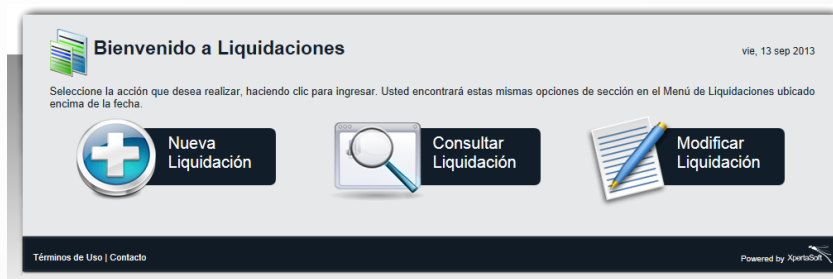 Bienvenido a Liquidaciones
vie, 13 sep 2013
Seleccione la acción que desea realizar, haciendo clic para ingresar. Usted encontrará estas mismas opciones de sección en el Menú de Liquidaciones ubicado
encima de la fecha.
Nueva
Liquidación
Consultar
Liquidación
Modificar
Liquidación
Términos de Uso | Contacto
Powered by XpertaSoft